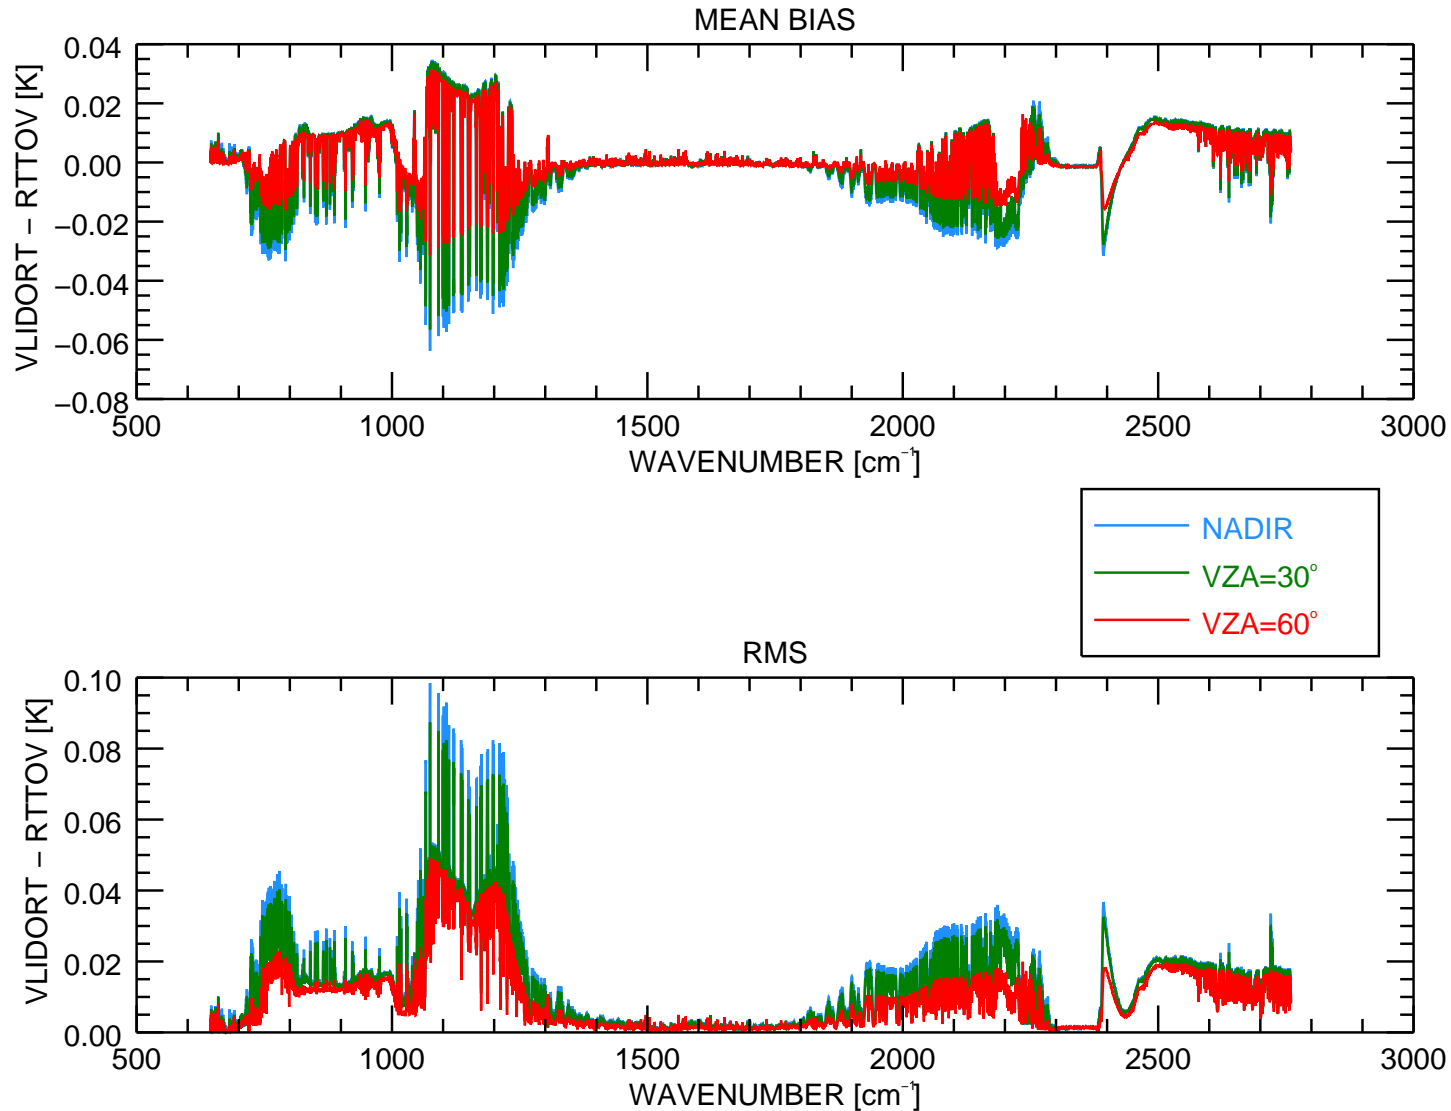 MEAN BIAS
VLIDORT − RTTOV [K]
0.04
0.02
0.00
−0.02
−0.04
−0.06
−0.08
500 1000 1500 2000 2500 3000
WAVENUMBER [cm⁻¹]
NADIR
VZA=30°
VZA=60°
RMS
VLIDORT − RTTOV [K]
0.10
0.08
0.06
0.04
0.02
0.00
500 1000 1500 2000 2500 3000
WAVENUMBER [cm⁻¹]